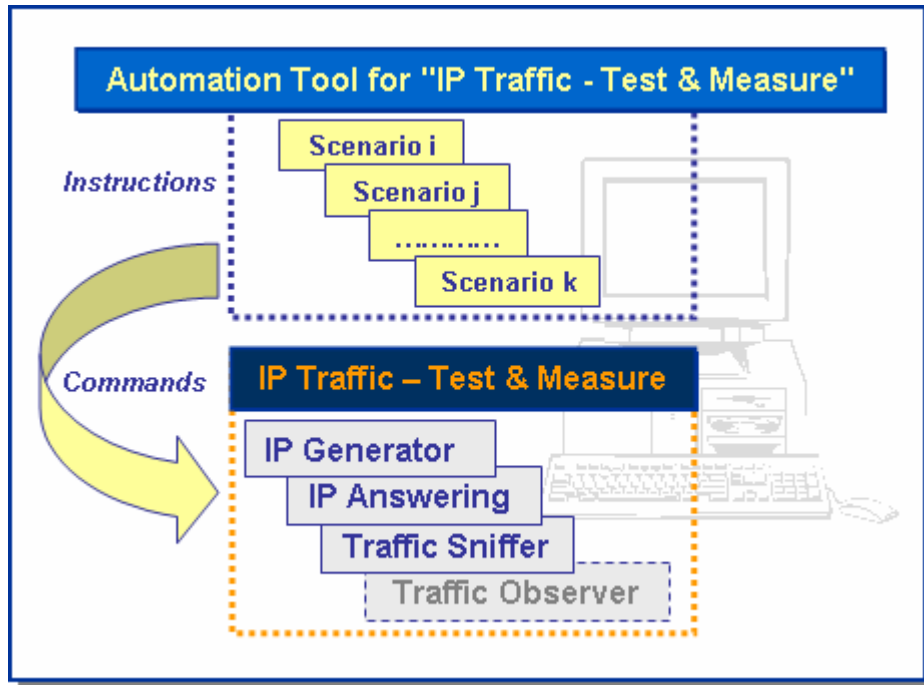 Automation Tool for "IP Traffic - Test & Measure"
Scenario i
Instructions
Scenario j
…………
Scenario k
Commands
IP Traffic – Test & Measure
IP Generator
IP Answering
Traffic Sniffer
Traffic Observer